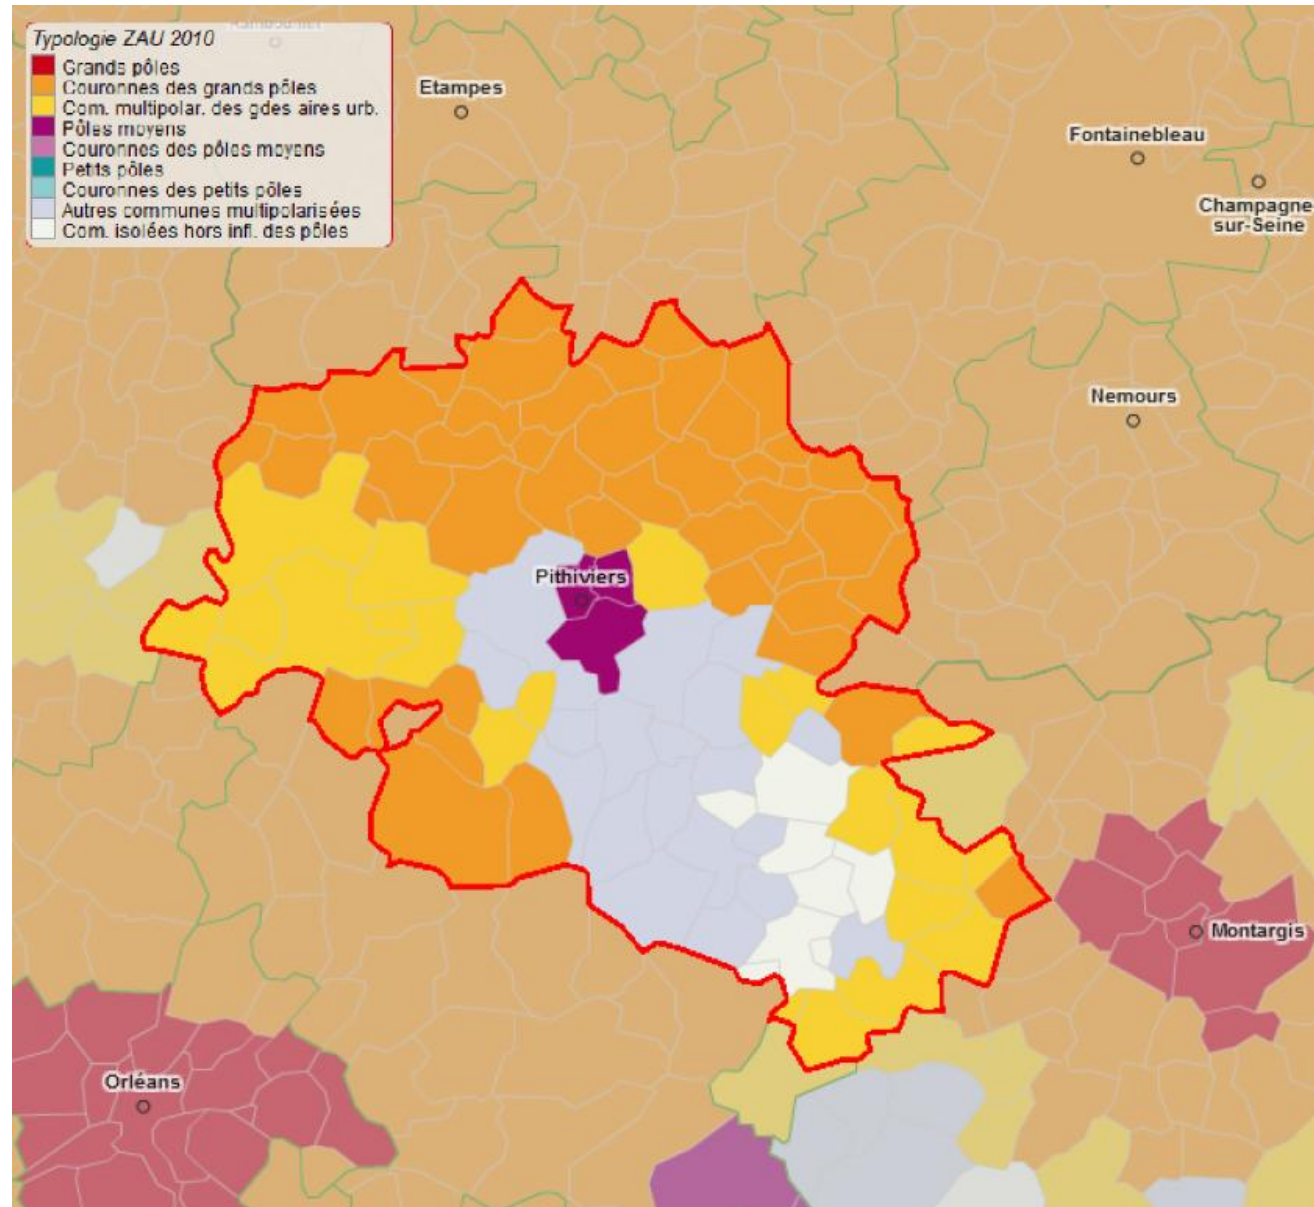 Typologie ZAU 2010
Grands pôles
Couronnes des grands pôles
Com. multipolar. des gdes aires urb.
Pôles moyens
Couronnes des pôles moyens
Petits pôles
Couronnes des petits pôles
Autres communes multipolarisées
Com. isolées hors infl. des pôles
Etampes
Fontainebleau
Champagne
sur-Seine
Nemours
Pithiviers
Montargis
Orléans